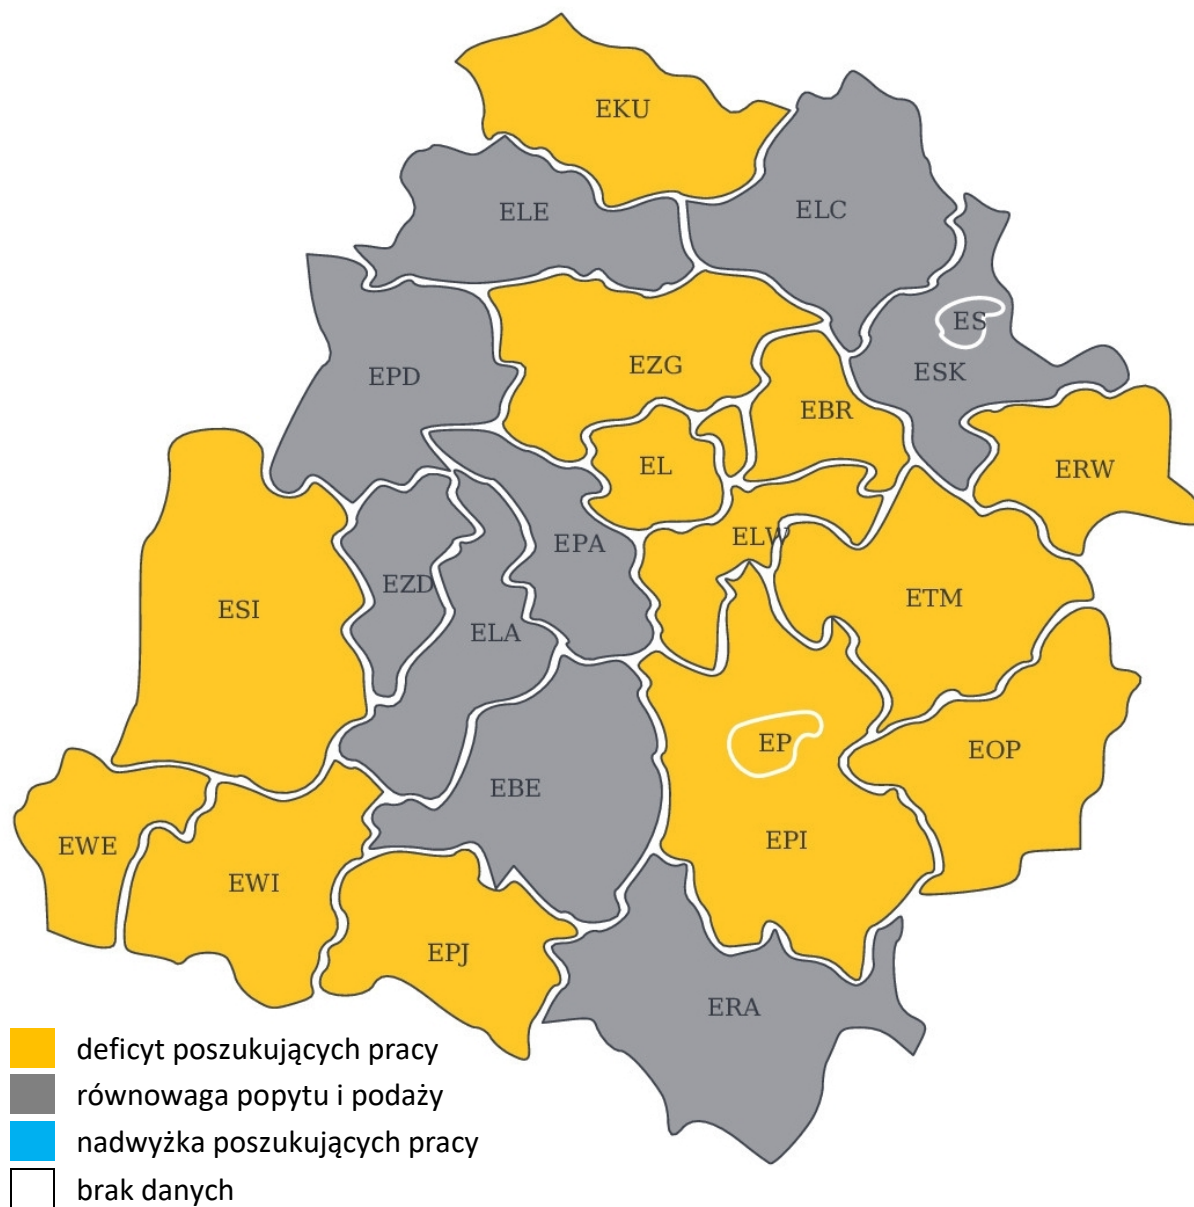 EKU
ELE
ELC
ES
EZG
ESK
EPD
EBR
EL
ERW
ELW
EPA
EZD
ETM
ESI
ELA
EP
EOP
EBE
EPI
EWE
EWI
EPJ
ERA
deficyt poszukujących pracy
równowaga popytu i podaży
nadwyżka poszukujących pracy
brak danych